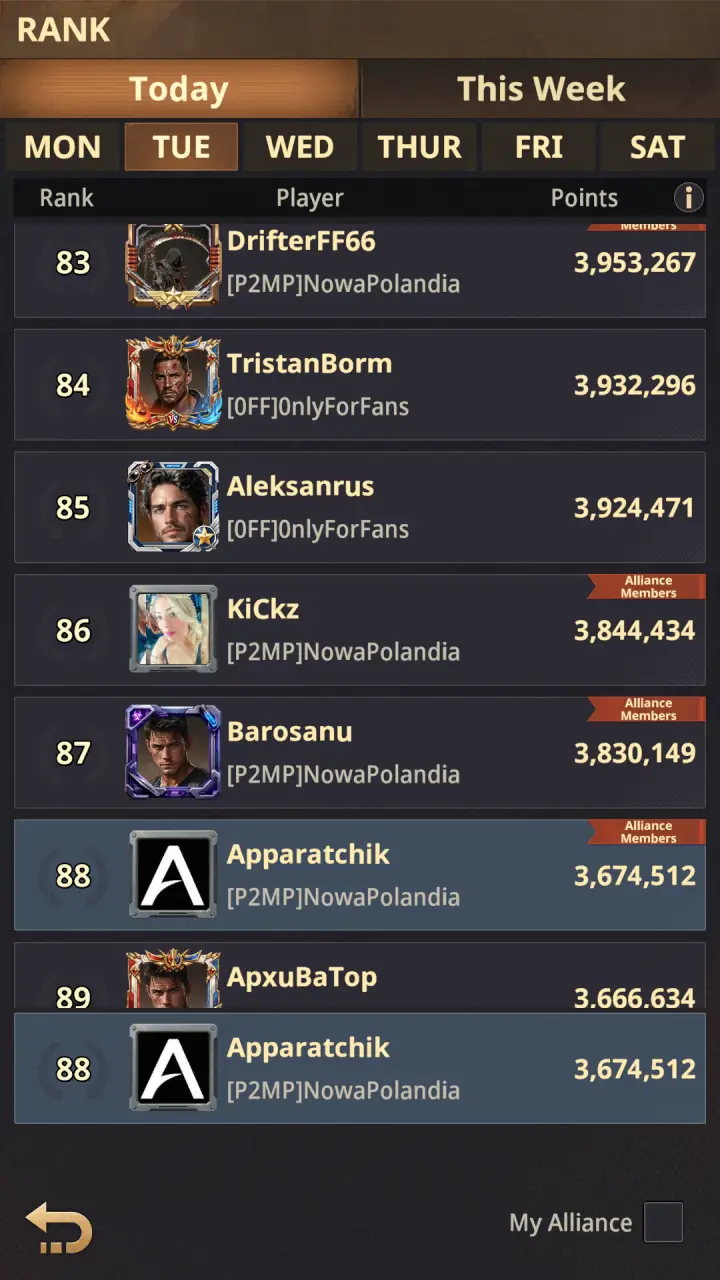 RANK
Today
This Week
MON
TUE
WED
THUR
FRI
SAT
Rank
Player
Points
i
Members
83
DrifterFF66
[P2MP]NowaPolandia
3,953,267
84
TristanBorm
[0FF]0nlyForFans
3,932,296
VS
85
Aleksanrus
[0FF]0nlyForFans
3,924,471
Alliance
Members
86
KiCkz
[P2MP]NowaPolandia
3,844,434
Alliance
Members
87
Barosanu
[P2MP]NowaPolandia
3,830,149
Alliance
Members
88
Apparatchik
[P2MP]NowaPolandia
3,674,512
89
ApxuBaTop
3,666,634
88
Apparatchik
[P2MP]NowaPolandia
3,674,512
My Alliance